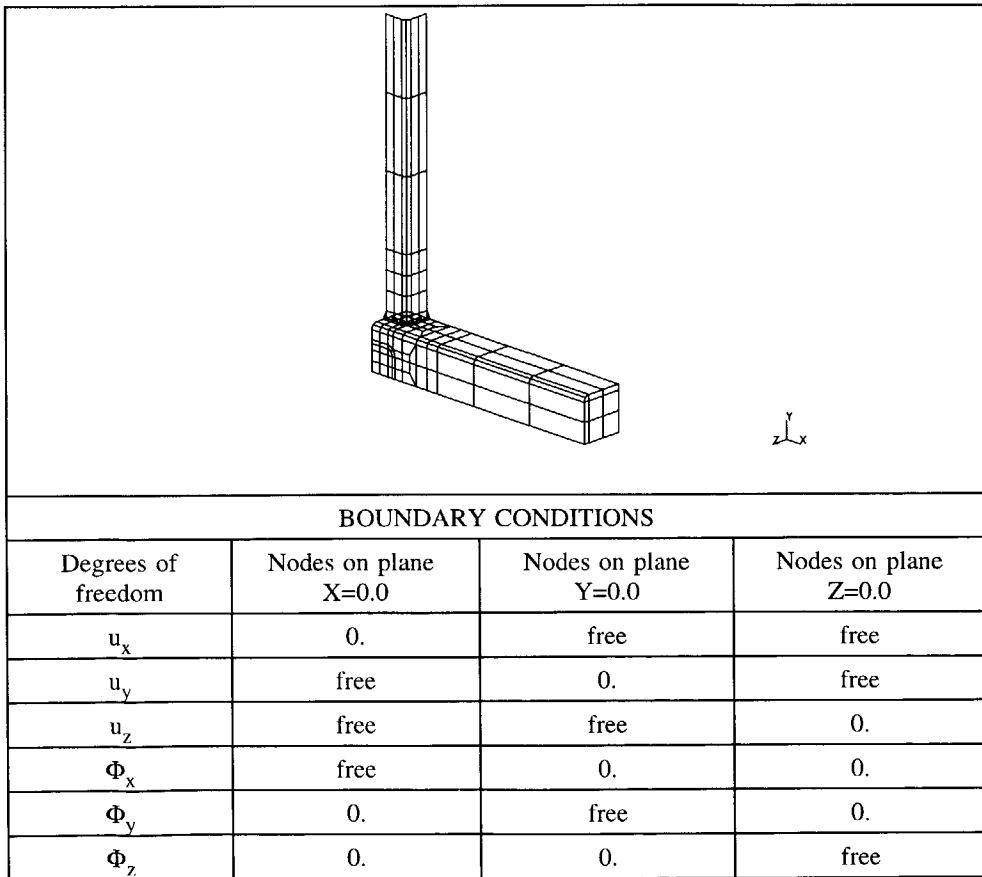 Y
Z X
BOUNDARY CONDITIONS
Degrees of freedom | Nodes on plane X=0.0 | Nodes on plane Y=0.0 | Nodes on plane Z=0.0
u_x | 0. | free | free
u_y | free | 0. | free
u_z | free | free | 0.
Φ_x | free | 0. | 0.
Φ_y | 0. | free | 0.
Φ_z | 0. | 0. | free